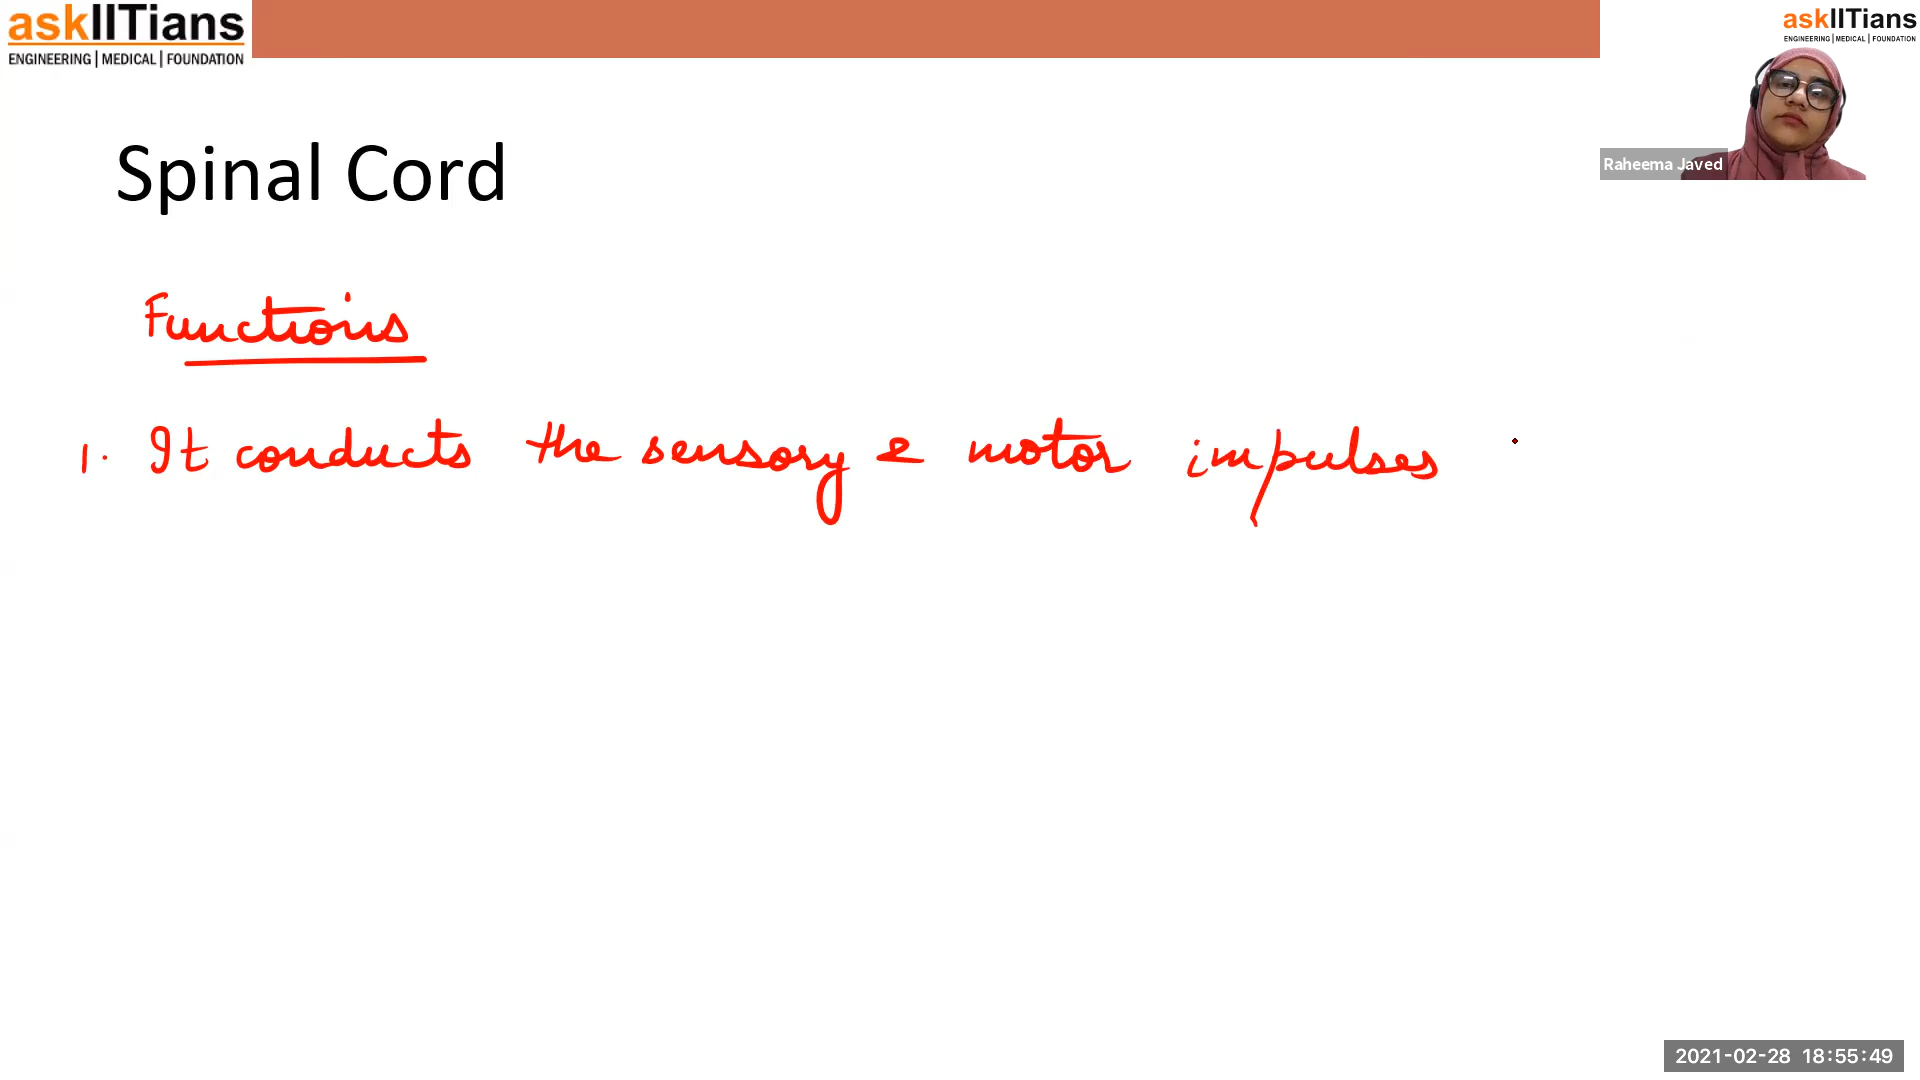 askIITians
ENGINEERING | MEDICAL | FOUNDATION
askIITians
ENGINEERING | MEDICAL | FOUNDATION
Raheema Javed
Spinal Cord
Functions
1. It conducts the sensory & motor impulses
2021-02-28 18:55:49